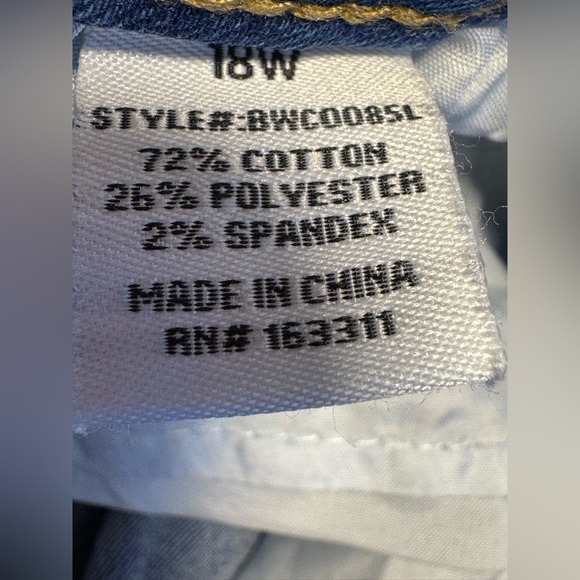 18W
STYLE#:BWC0085L
72% COTTON
26% POLYESTER
2% SPANDEX
MADE IN CHINA
RN# 163311